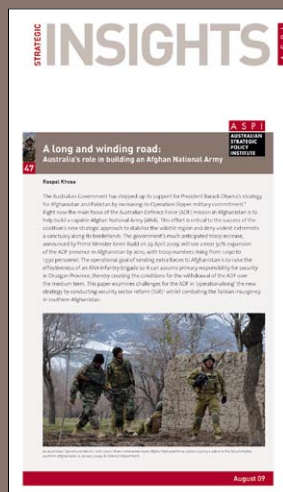 STRATEGIC
INSIGHTS
ASPI
ASPI
AUSTRALIAN
STRATEGIC
POLICY
INSTITUTE
47
A long and winding road:
Australia's role in building an Afghan National Army
Raspal Khosa
The Australian Government has stepped-up its support for President Barack Obama's strategy
for Afghanistan and Pakistan by increasing its Operation Slipper military commitment.
Right now the main focus of the Australian Defence Force (ADF) mission in Afghanistan is to
help build a capable Afghan National Army (ANA). This effort is critical to the success of the
coalition's new strategic approach to stabilise the volatile region and deny violent extremists
a sanctuary along its borderlands. The government's much anticipated troop increase,
announced by Prime Minister Kevin Rudd on 29 April 2009, will see a near 50% expansion
of the ADF presence in Afghanistan by 2010, with troop numbers rising from 1090 to
1550 personnel. The operational goal of sending extra forces to Afghanistan is to raise the
effectiveness of an ANA infantry brigade so it can assume primary responsibility for security
in Oruzgan Province, thereby creating the conditions for the withdrawal of the ADF over
the medium term. This paper examines challenges for the ADF in 'operationalising' the new
strategy by conducting security sector reform (SSR) whilst combatting the Taliban insurgency
in southern Afghanistan.
August 09